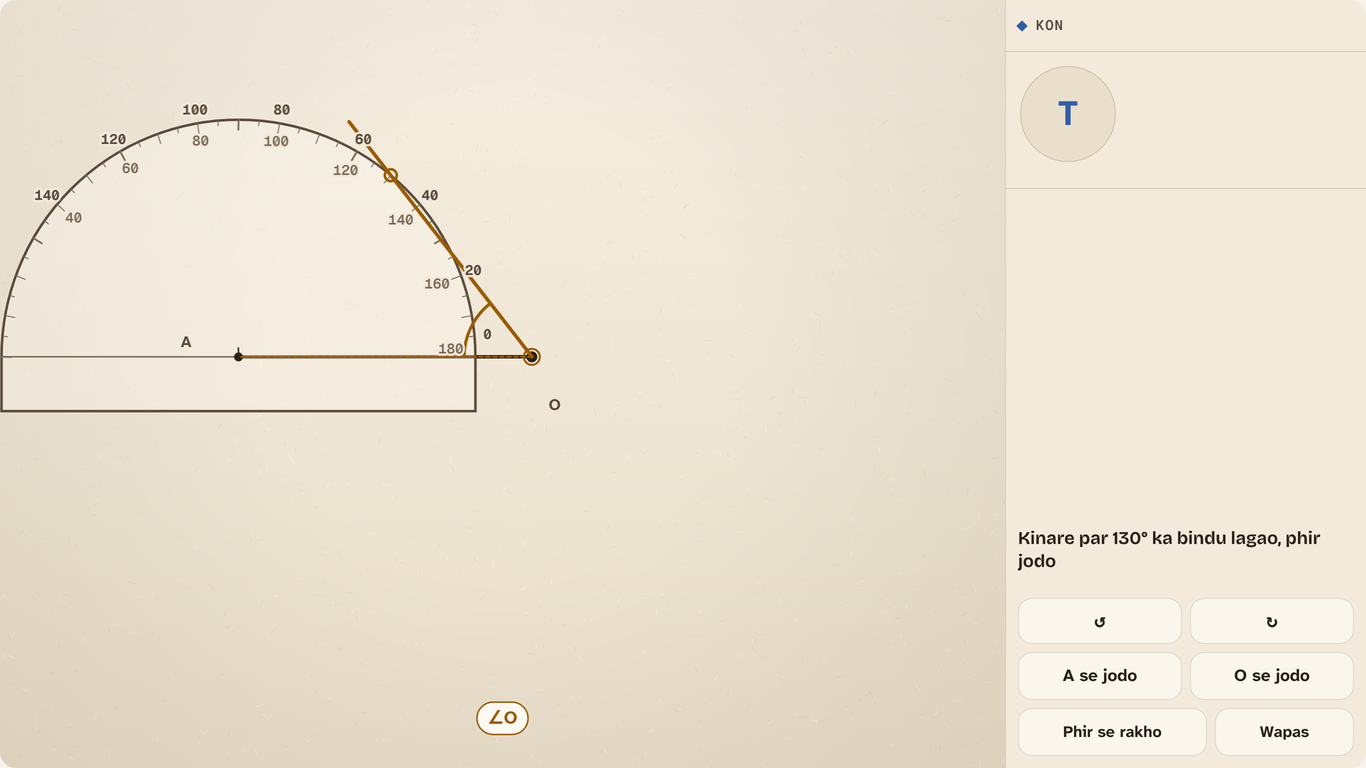 KON
T
100
80
120
80
100
60
60
120
140
40
40
140
20
160
0
A
180
O
Kinare par 130° ka bindu lagao, phir
jodo
↺
↻
A se jodo
O se jodo
∠O
Phir se rakho
Wapas